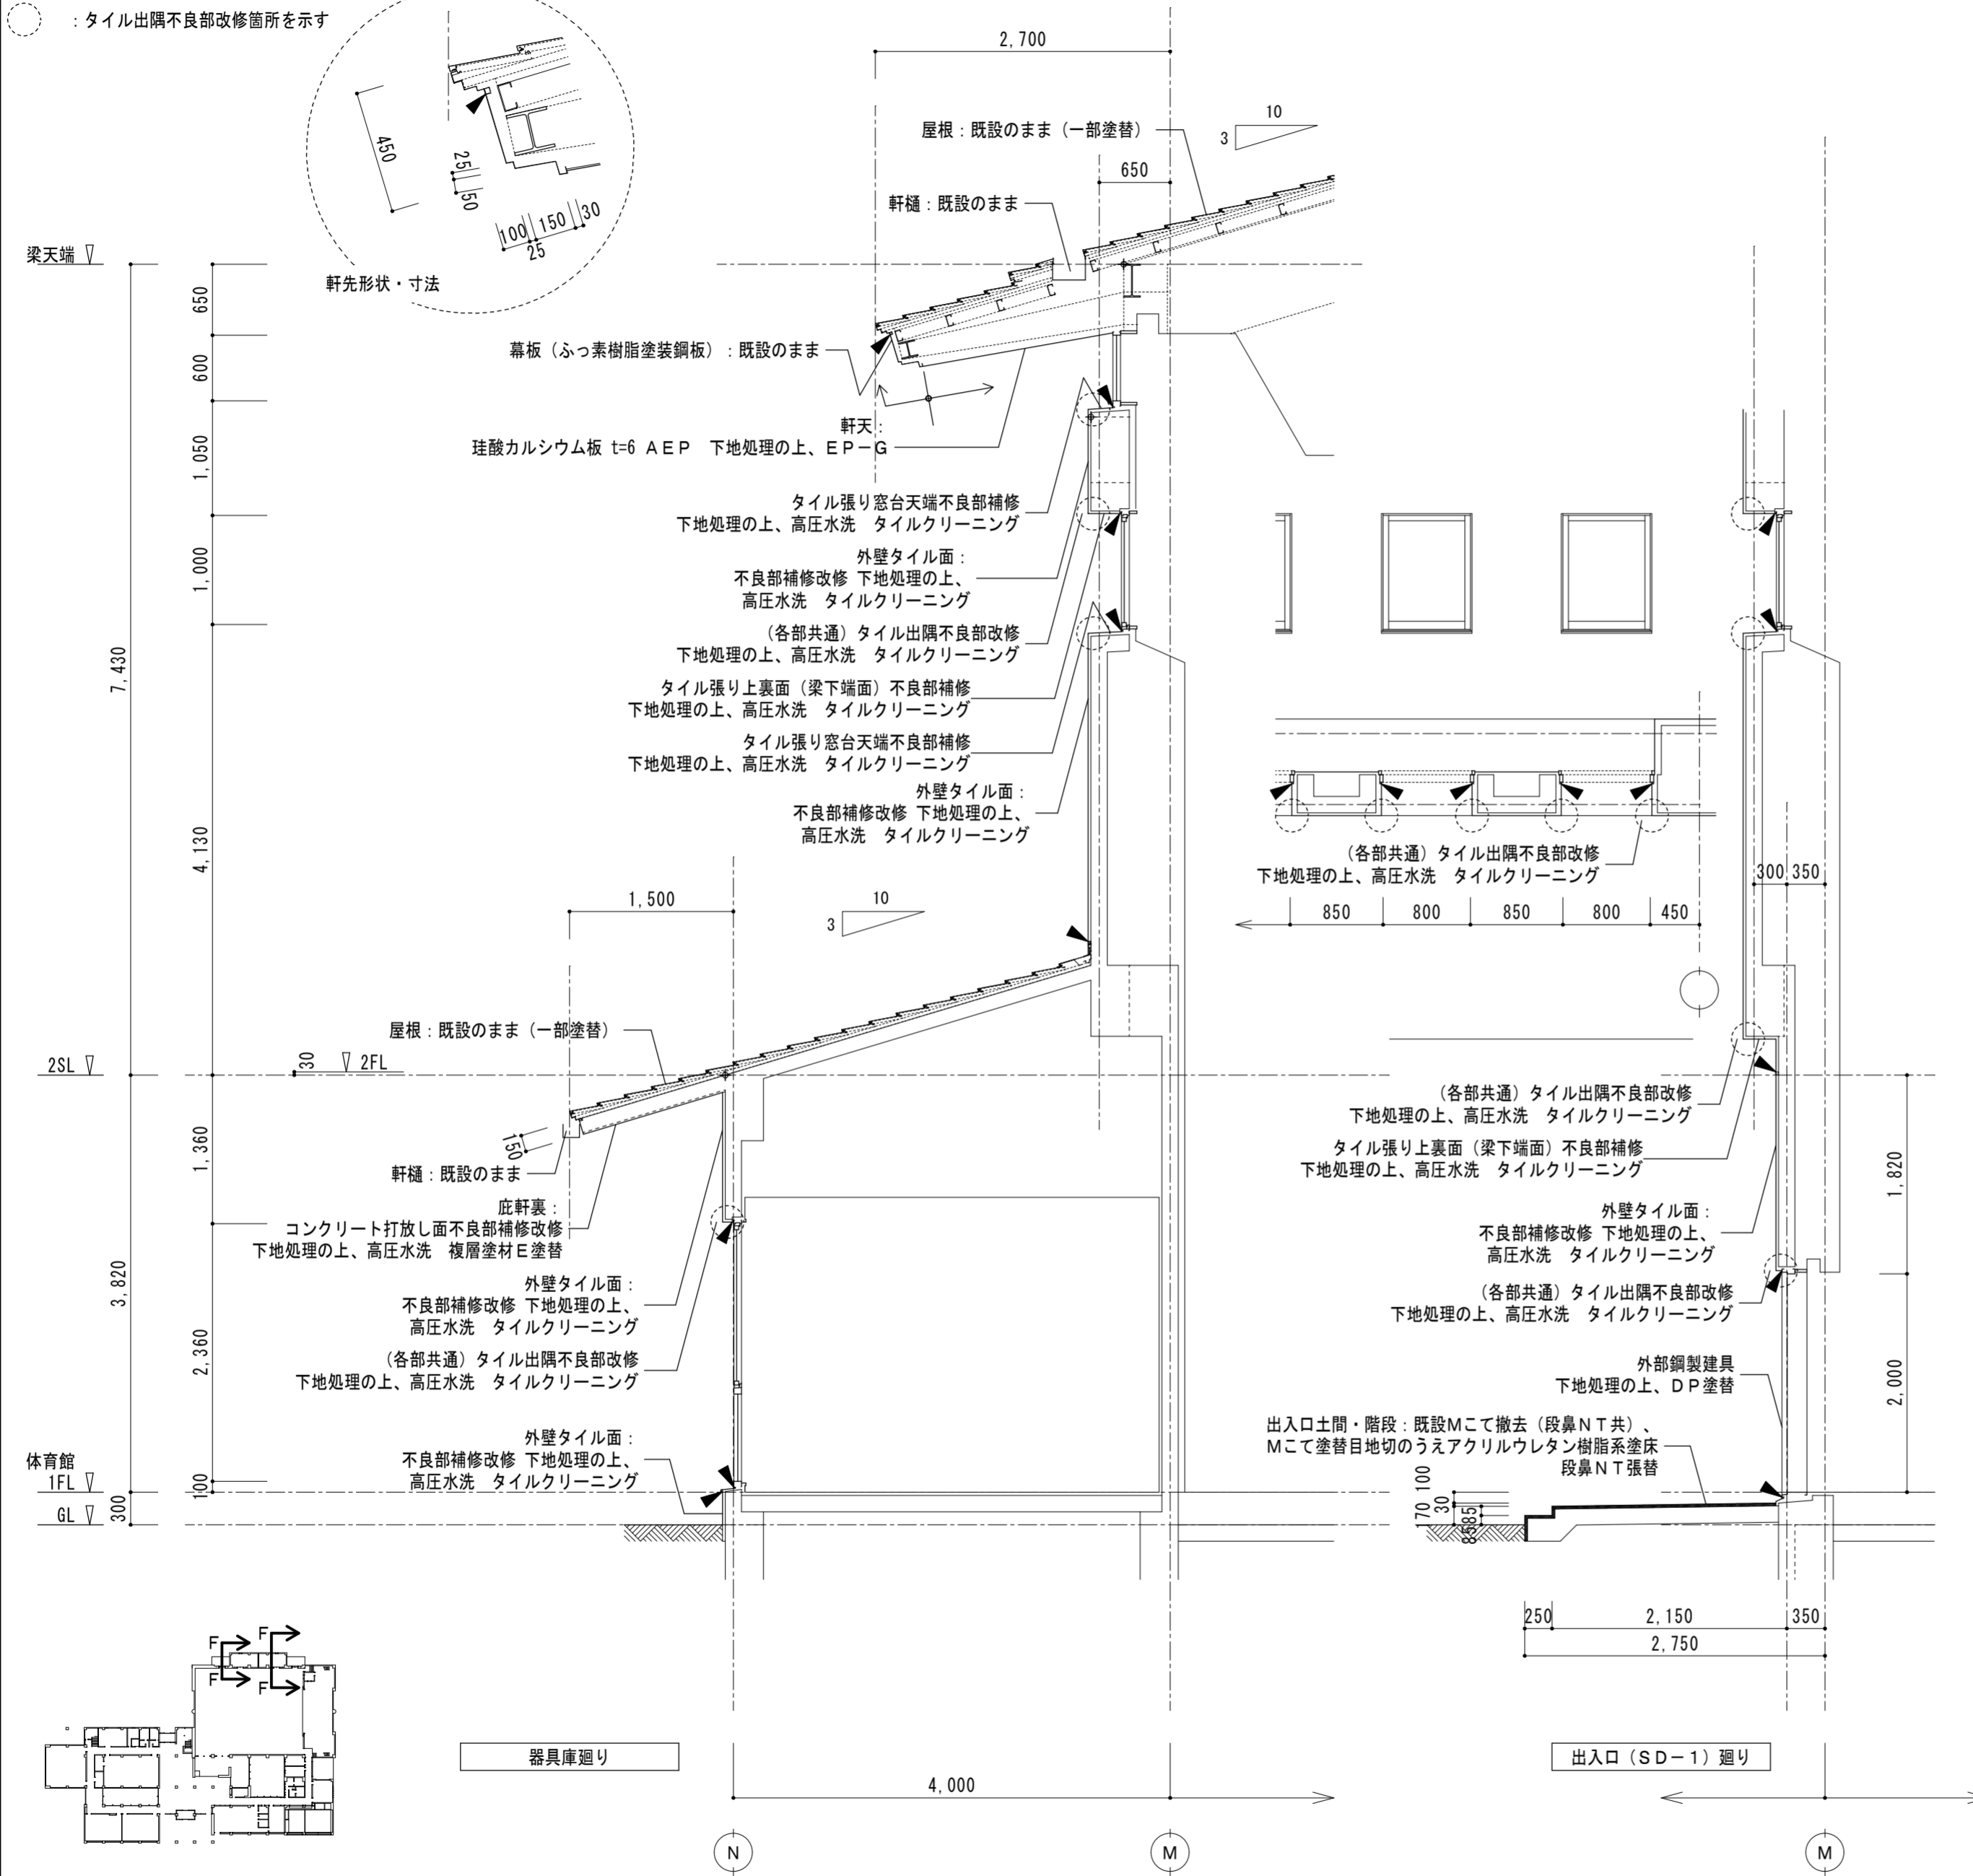 ：タイル出隅不良部改修箇所を示す
450
25
50
100
150
30
25
軒先形状・寸法
2,700
10
3
屋根：既設のまま（一部塗替）
650
軒樋：既設のまま
梁天端
幕板（ふっ素樹脂塗装鋼板）：既設のまま
軒天：
珪酸カルシウム板 t=6 ＡＥＰ　下地処理の上、ＥＰ－Ｇ
タイル張り窓台天端不良部補修
下地処理の上、高圧水洗　タイルクリーニング
外壁タイル面：
不良部補修改修 下地処理の上、
高圧水洗　タイルクリーニング
（各部共通）タイル出隅不良部改修
下地処理の上、高圧水洗　タイルクリーニング
タイル張り上裏面（梁下端面）不良部補修
下地処理の上、高圧水洗　タイルクリーニング
タイル張り窓台天端不良部補修
下地処理の上、高圧水洗　タイルクリーニング
外壁タイル面：
不良部補修改修 下地処理の上、
高圧水洗　タイルクリーニング
650
600
1,050
1,000
4,130
7,430
1,360
2,360
100
3,820
300
1,500
10
3
屋根：既設のまま（一部塗替）
2SL
30
2FL
150
軒樋：既設のまま
庇軒裏：
コンクリート打放し面不良部補修改修
下地処理の上、高圧水洗　複層塗材Ｅ塗替
外壁タイル面：
不良部補修改修 下地処理の上、
高圧水洗　タイルクリーニング
（各部共通）タイル出隅不良部改修
下地処理の上、高圧水洗　タイルクリーニング
外壁タイル面：
不良部補修改修 下地処理の上、
高圧水洗　タイルクリーニング
体育館
1FL
GL
（各部共通）タイル出隅不良部改修
下地処理の上、高圧水洗　タイルクリーニング
850
800
850
800
450
300
350
（各部共通）タイル出隅不良部改修
下地処理の上、高圧水洗　タイルクリーニング
タイル張り上裏面（梁下端面）不良部補修
下地処理の上、高圧水洗　タイルクリーニング
外壁タイル面：
不良部補修改修 下地処理の上、
高圧水洗　タイルクリーニング
（各部共通）タイル出隅不良部改修
下地処理の上、高圧水洗　タイルクリーニング
外部鋼製建具
下地処理の上、ＤＰ塗替
出入口土間・階段：既設Ｍこて撤去（段鼻ＮＴ共）、
Ｍこて塗替目地切のうえアクリルウレタン樹脂系塗床
段鼻ＮＴ張替
1,820
2,000
100
30
170
85
85
250
2,150
350
2,750
F
F
F
F
器具庫廻り
出入口（ＳＤ－１）廻り
4,000
N
M
M